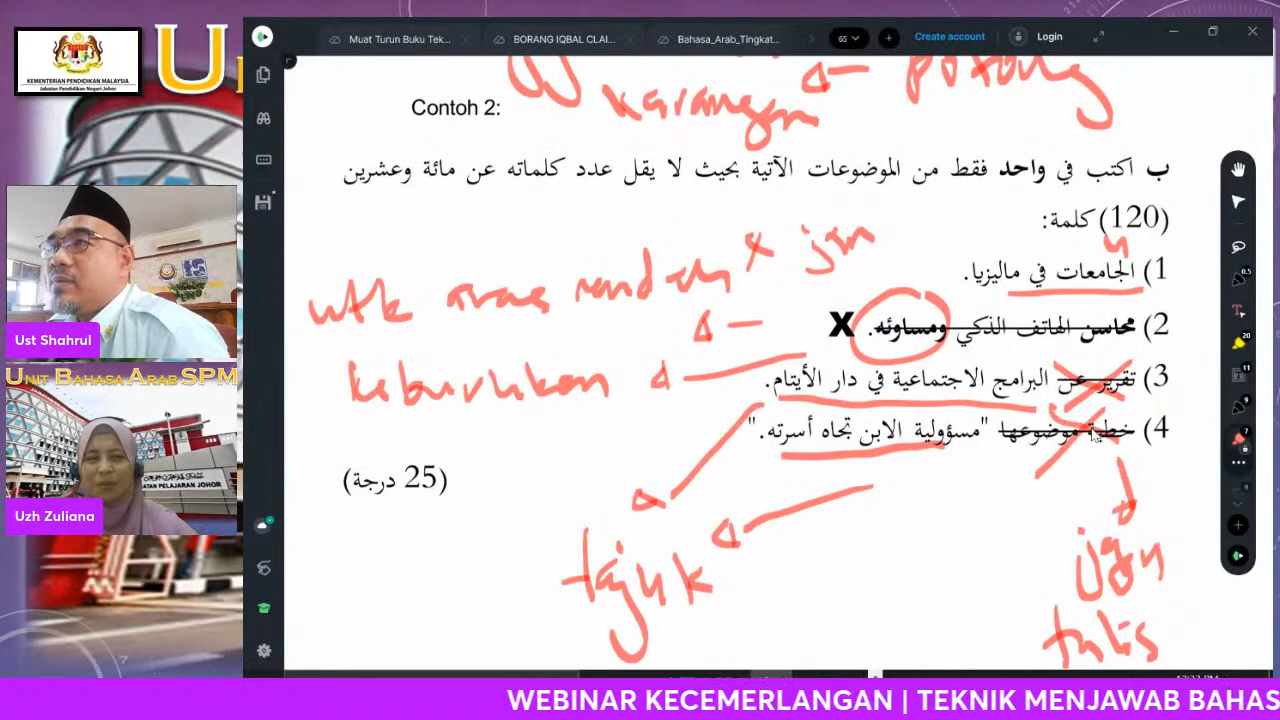 KEMENTERIAN PENDIDIKAN MALAYSIA
Jabatan Pendidikan Negeri Johor
U
Muat Turun Buku Tek...
BORANG IQBAL CLAI...
Bahasa_Arab_Tingkat...
65
Create account
Login
karangan
potong
Contoh 2:
ب اكتب في واحد فقط من الموضوعات الآتية بحيث لا يقل عدد كلماته عن مائة وعشرين
(120) كلمة:
1) الجامعات في ماليزيا.
utk
x
jgn
2) محاسن الهاتف الذكي ومساوئه. X
keburukan
3) تقرير عن البرامج الاجتماعية في دار الأيتام.
4) خطبة موضوعها "مسؤولية الابن تجاه أسرته."
(25 درجة)
tajuk
jgn
tulis
Ust Shahrul
UNIT BAHASA ARAB SPM
Uzh Zuliana
WEBINAR KECEMERLANGAN | TEKNIK MENJAWAB BAHAS